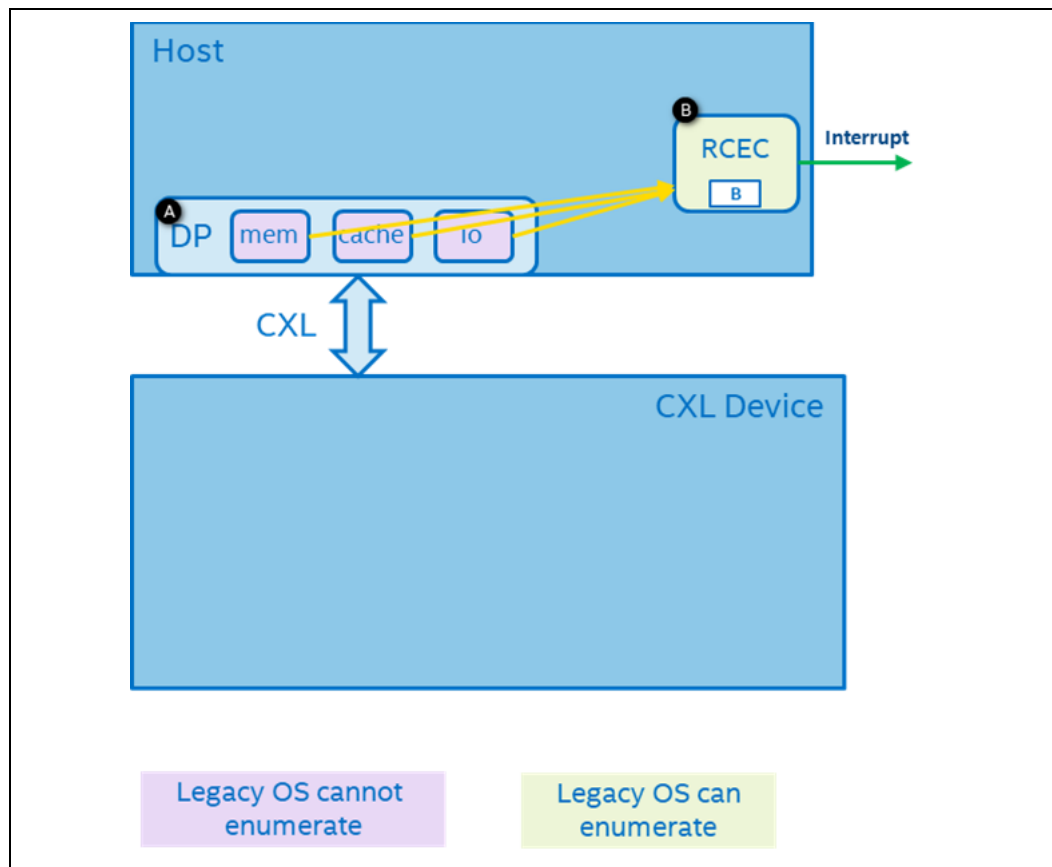 Host
B
RCEC
Interrupt
B
A
DP
mem
cache
io
CXL
CXL Device
Legacy OS cannot
enumerate
Legacy OS can
enumerate